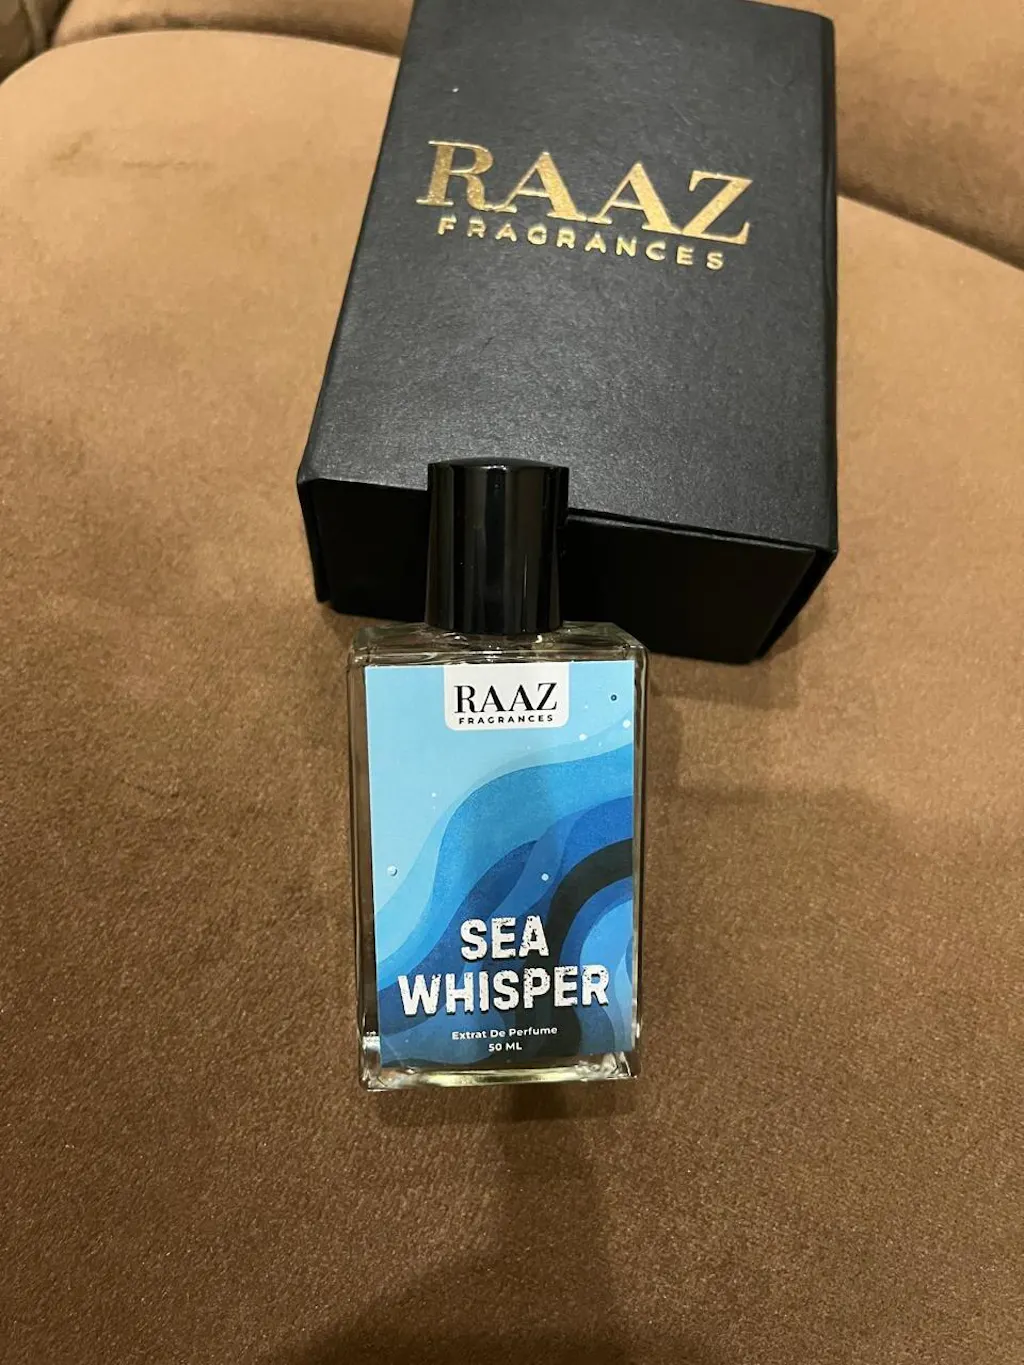 RAAZ
FRAGRANCES
RAAZ
FRAGRANCES
SEA
WHISPER
Extrat De Perfume
50 ML